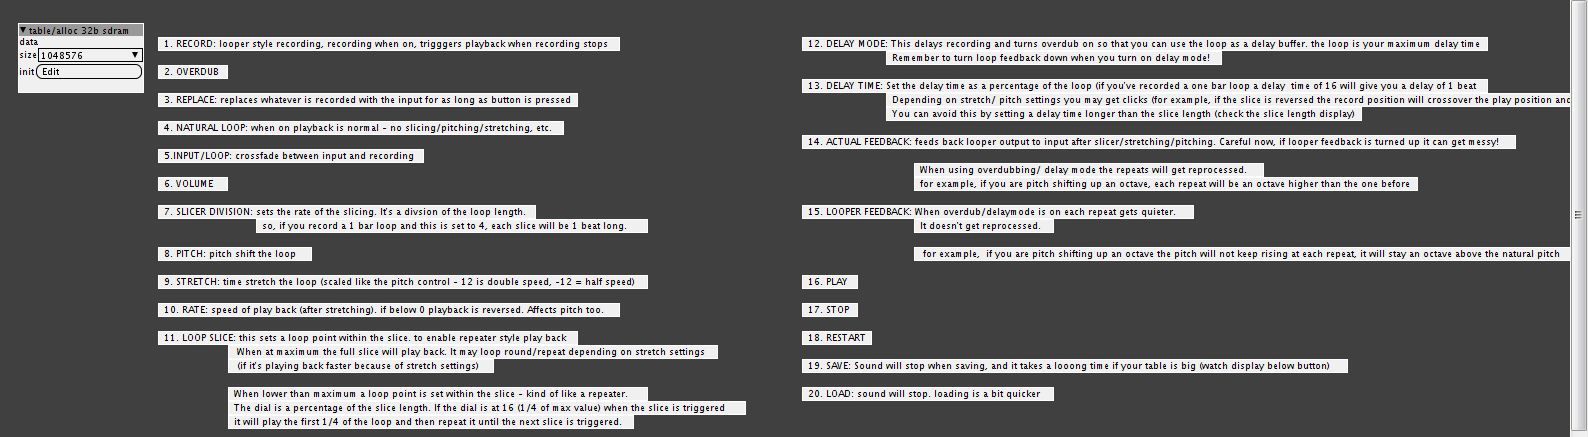 table/alloc 32b sdram
data
size 1048576
init Edit
1. RECORD: looper style recording, recording when on, trigggers playback when recording stops
2. OVERDUB
3. REPLACE: replaces whatever is recorded with the input for as long as button is pressed
4. NATURAL LOOP: when on playback is normal - no slicing/pitching/stretching, etc.
5.INPUT/LOOP: crossfade between input and recording
6. VOLUME
7. SLICER DIVISION: sets the rate of the slicing. It's a divsion of the loop length.
so, if you record a 1 bar loop and this is set to 4, each slice will be 1 beat long.
8. PITCH: pitch shift the loop
9. STRETCH: time stretch the loop (scaled like the pitch control - 12 is double speed, -12 = half speed)
10. RATE: speed of play back (after stretching). if below 0 playback is reversed. Affects pitch too.
11. LOOP SLICE: this sets a loop point within the slice. to enable repeater style play back
When at maximum the full slice will play back. It may loop round/repeat depending on stretch settings
(if it's playing back faster because of stretch settings)
When lower than maximum a loop point is set within the slice - kind of like a repeater.
The dial is a percentage of the slice length. If the dial is at 16 (1/4 of max value) when the slice is triggered
it will play the first 1/4 of the loop and then repeat it until the next slice is triggered.
12. DELAY MODE: This delays recording and turns overdub on so that you can use the loop as a delay buffer. the loop is your maximum delay time
Remember to turn loop feedback down when you turn on delay mode!
13. DELAY TIME: Set the delay time as a percentage of the loop (if you've recorded a one bar loop a delay time of 16 will give you a delay of 1 beat
Depending on stretch/ pitch settings you may get clicks (for example, if the slice is reversed the record position will crossover the play position and
You can avoid this by setting a delay time longer than the slice length (check the slice length display)
14. ACTUAL FEEDBACK: feeds back looper output to input after slicer/stretching/pitching. Careful now, if looper feedback is turned up it can get messy!
When using overdubbing/ delay mode the repeats will get reprocessed.
for example, if you are pitch shifting up an octave, each repeat will be an octave higher than the one before
15. LOOPER FEEDBACK: When overdub/delaymode is on each repeat gets quieter.
It doesn't get reprocessed.
for example, if you are pitch shifting up an octave the pitch will not keep rising at each repeat, it will stay an octave above the natural pitch
16. PLAY
17. STOP
18. RESTART
19. SAVE: Sound will stop when saving, and it takes a looong time if your table is big (watch display below button)
20. LOAD: sound will stop. loading is a bit quicker